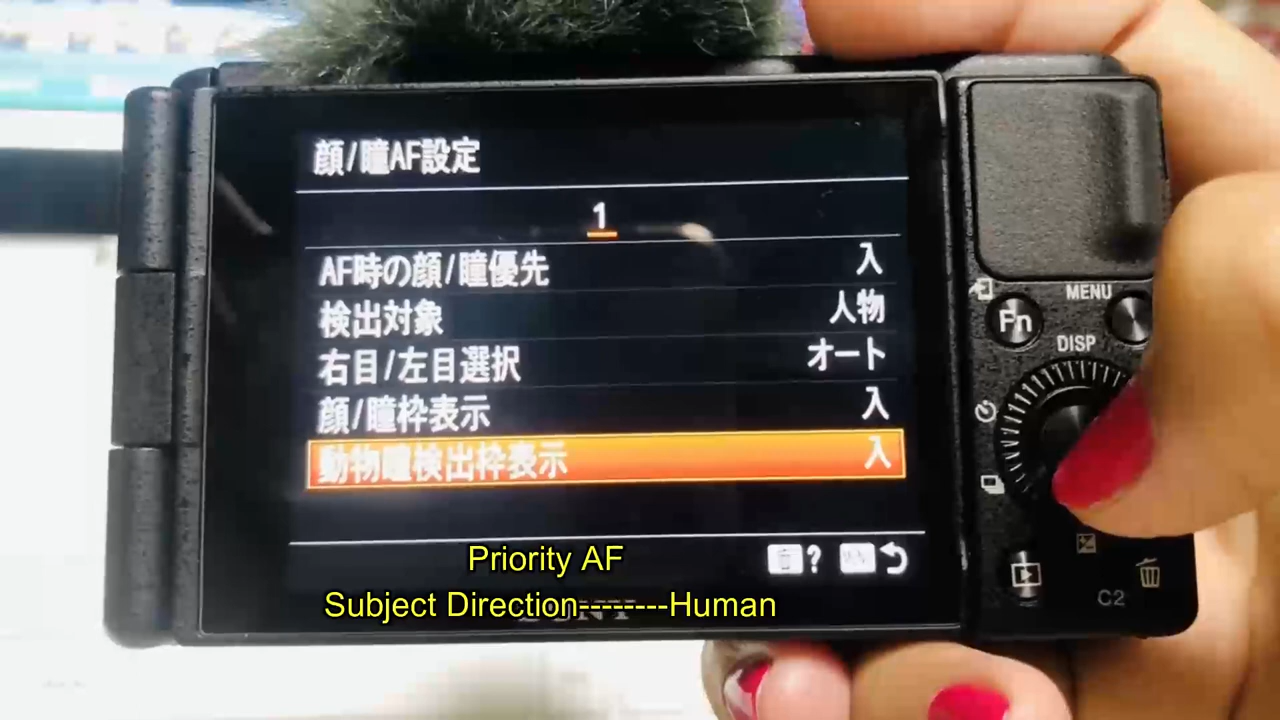 顔/瞳AF設定
1
AF時の顔/瞳優先 入
検出対象 人物
右目/左目選択 オート
顔/瞳枠表示 入
動物瞳検出枠表示 入
?
Priority AF
Subject Direction--------Human
SONY
MENU
Fn
DISP
C2